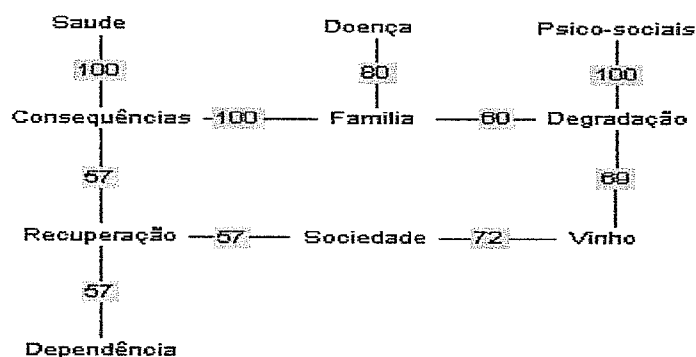 Saude Doença Psico-sociais
100 80 100
Consequências 100 Familia 60 Degradação
57 69
Recuperação 57 Sociedade 72 Vinho
57
Dependência